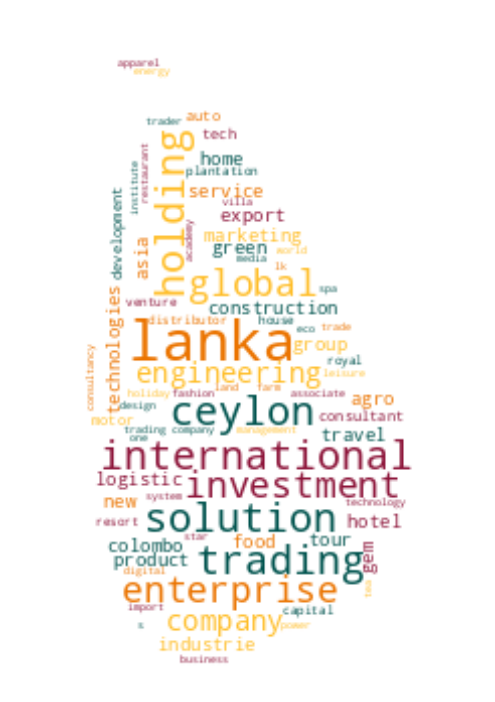 apparel
energy
trader auto
tech
holding
home
restaurant
institute
plantation
service
villa
export
development
academy
marketing
asia
green world
media
lk
global spa
technologies
venture construction
distributor house eco trade
lanka group
royal
consultancy
engineering leisure
land farm
holiday fashion associate
agro
design ceylon consultant
motor
trading company management travel
one
international
logistic investment
system
new technology
resort solution hotel
star
colombo food tour
product trading gem
digital
enterprise tea
import capital
s company power
industrie
business